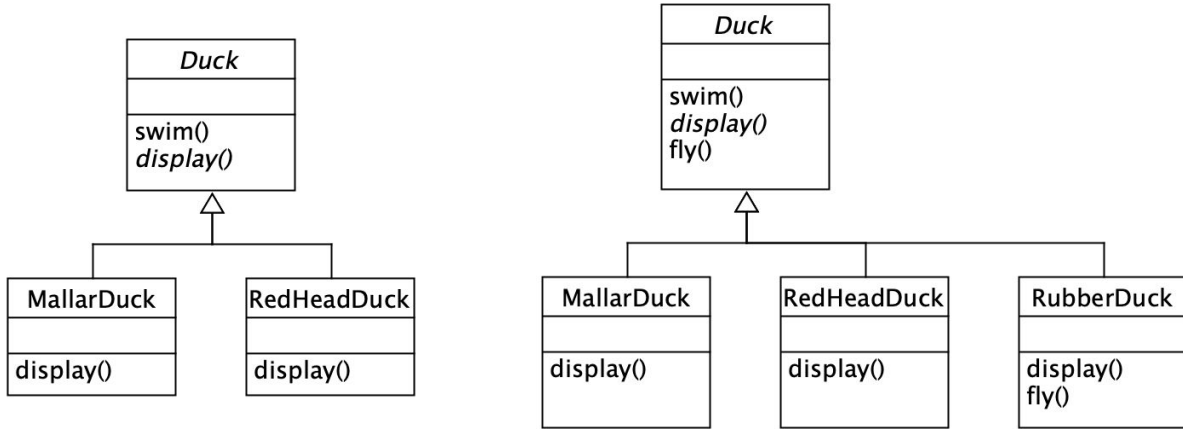 Duck
swim()
display()
MallarDuck
display()
RedHeadDuck
display()
Duck
swim()
display()
fly()
MallarDuck
display()
RedHeadDuck
display()
RubberDuck
display()
fly()